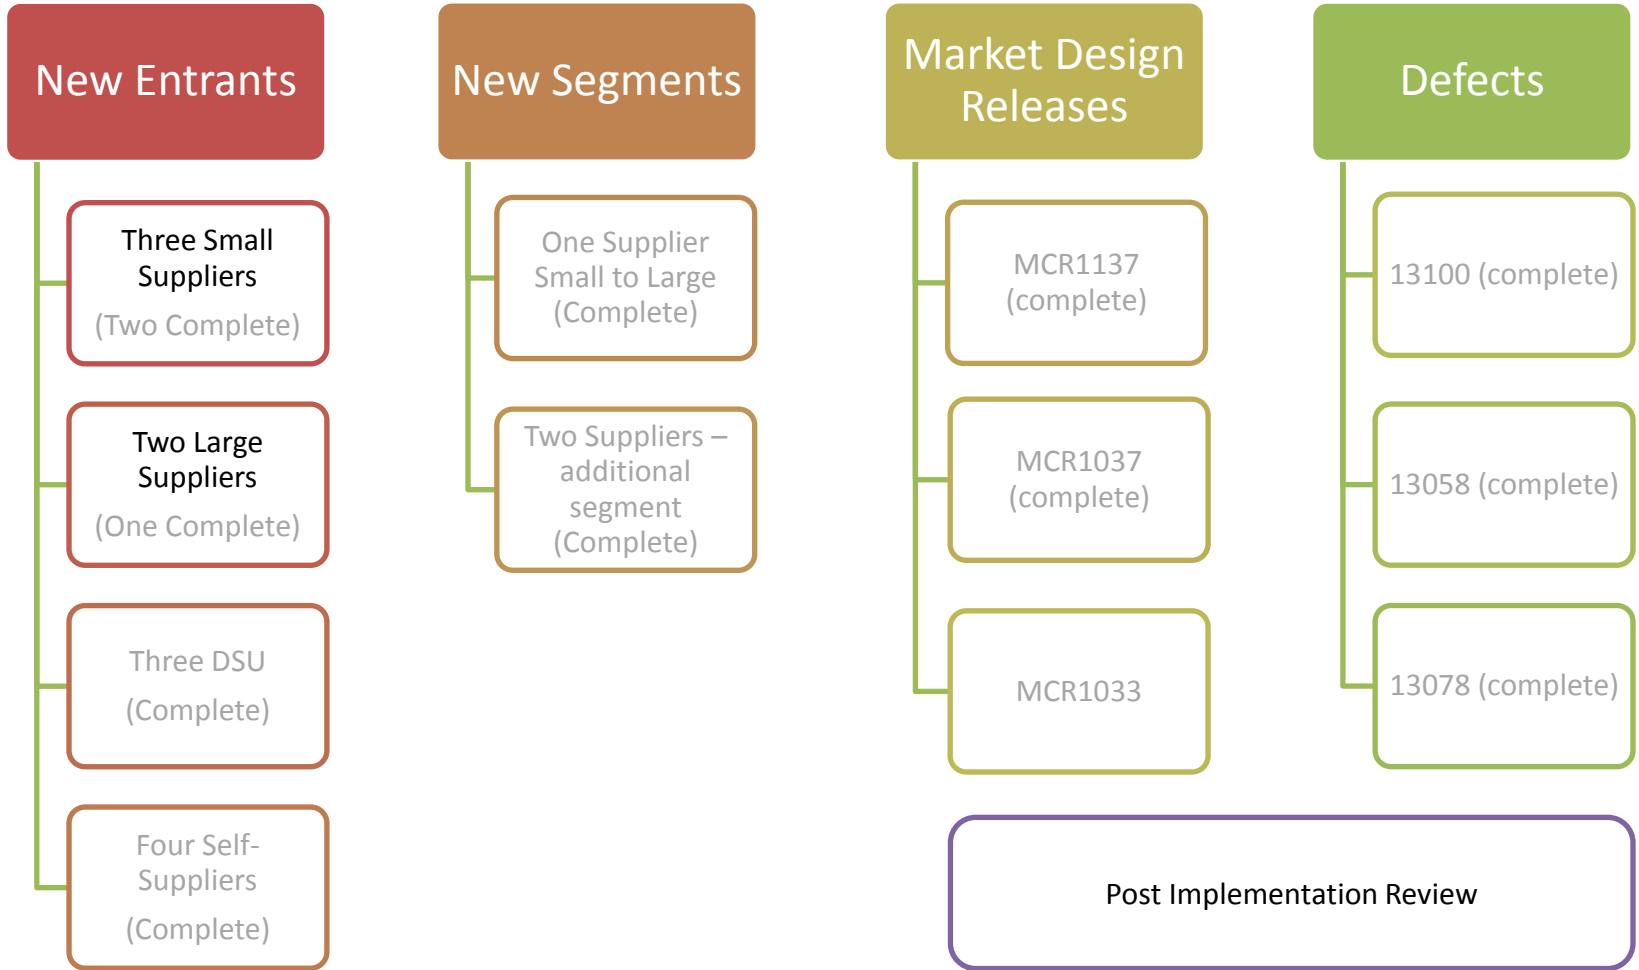 New Entrants
Three Small
Suppliers
(Two Complete)
Two Large
Suppliers
(One Complete)
Three DSU
(Complete)
Four Self-
Suppliers
(Complete)
New Segments
One Supplier
Small to Large
(Complete)
Two Suppliers –
additional
segment
(Complete)
Market Design
Releases
MCR1137
(complete)
MCR1037
(complete)
MCR1033
Defects
13100 (complete)
13058 (complete)
13078 (complete)
Post Implementation Review